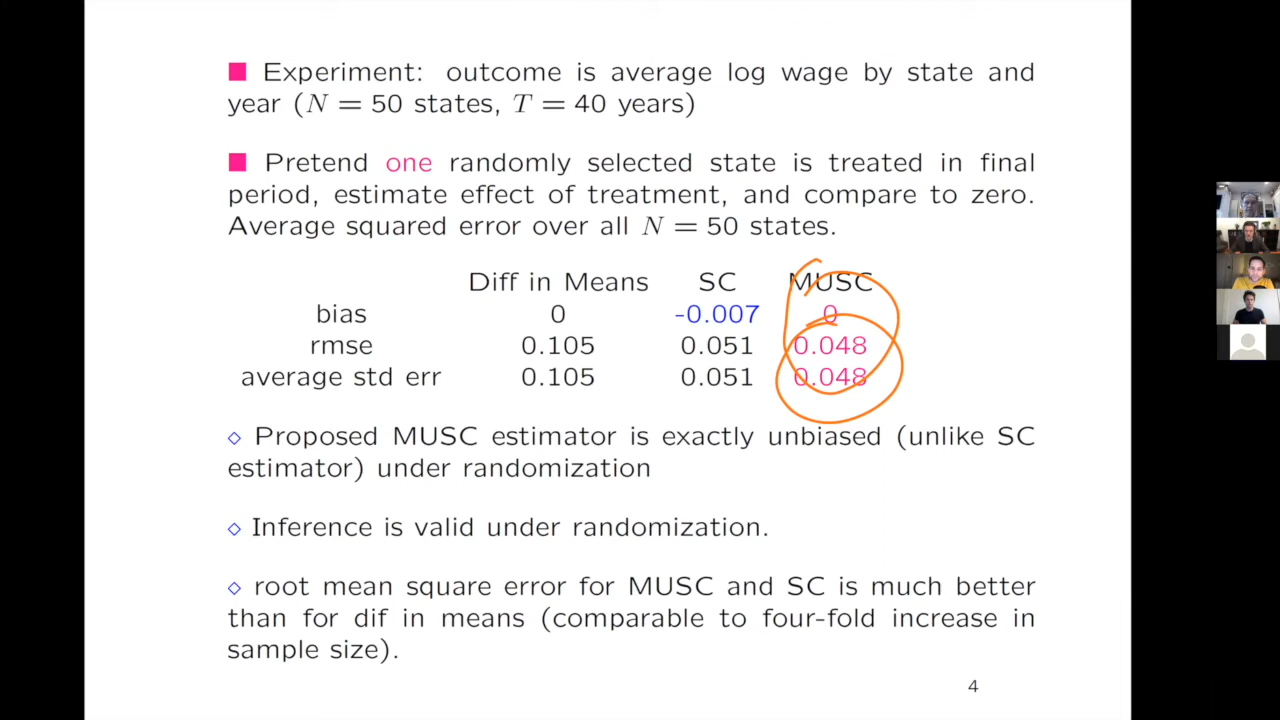 Experiment: outcome is average log wage by state and
year (N = 50 states, T = 40 years)
Pretend one randomly selected state is treated in final
period, estimate effect of treatment, and compare to zero.
Average squared error over all N = 50 states.
Diff in Means SC MUSC
bias 0 -0.007 0
rmse 0.105 0.051 0.048
average std err 0.105 0.051 0.048
⋄ Proposed MUSC estimator is exactly unbiased (unlike SC
estimator) under randomization
⋄ Inference is valid under randomization.
⋄ root mean square error for MUSC and SC is much better
than for dif in means (comparable to four-fold increase in
sample size).
4